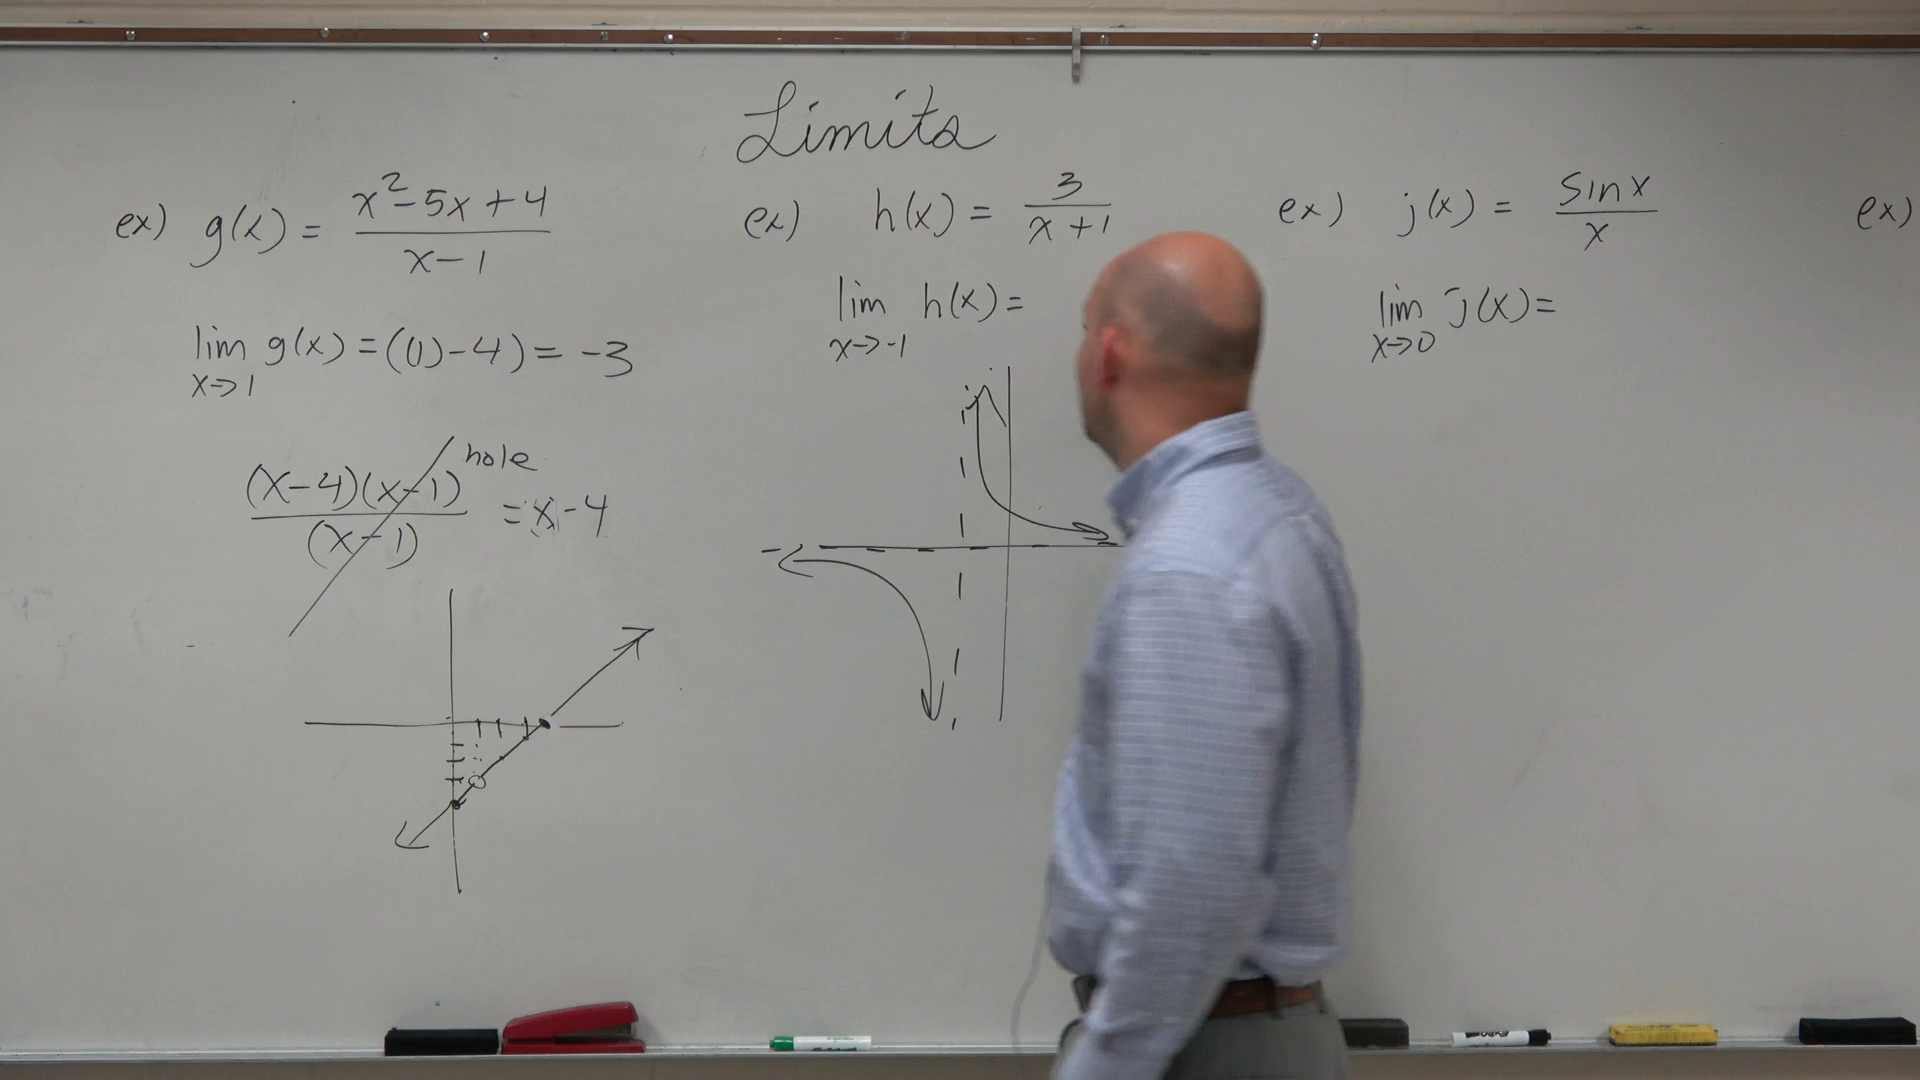 Limits
ex) g(x) = x²-5x+4 / x-1
lim x→1 g(x) = (1)-4) = -3
(x-4)(x-1) / (x-1) hole = x-4
ex) h(x) = 3 / x+1
lim x→-1 h(x) =
ex) j(x) = sin x / x
lim x→0 j(x) =
ex)